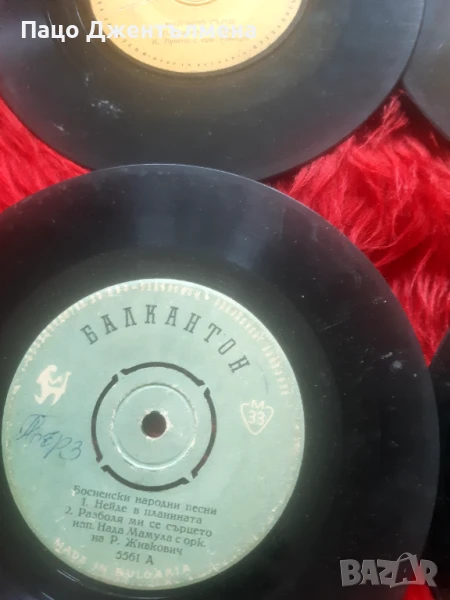 Пацо Джентълмена
БАЛКАНТОН
М
33
Босненски народни песни
1. Нейде в планината
2. Разболя ми се сърцето
изп. Нада Мамула с орк.
на Р. Живкович
5561 А
MADE IN BULGARIA
BAZAR